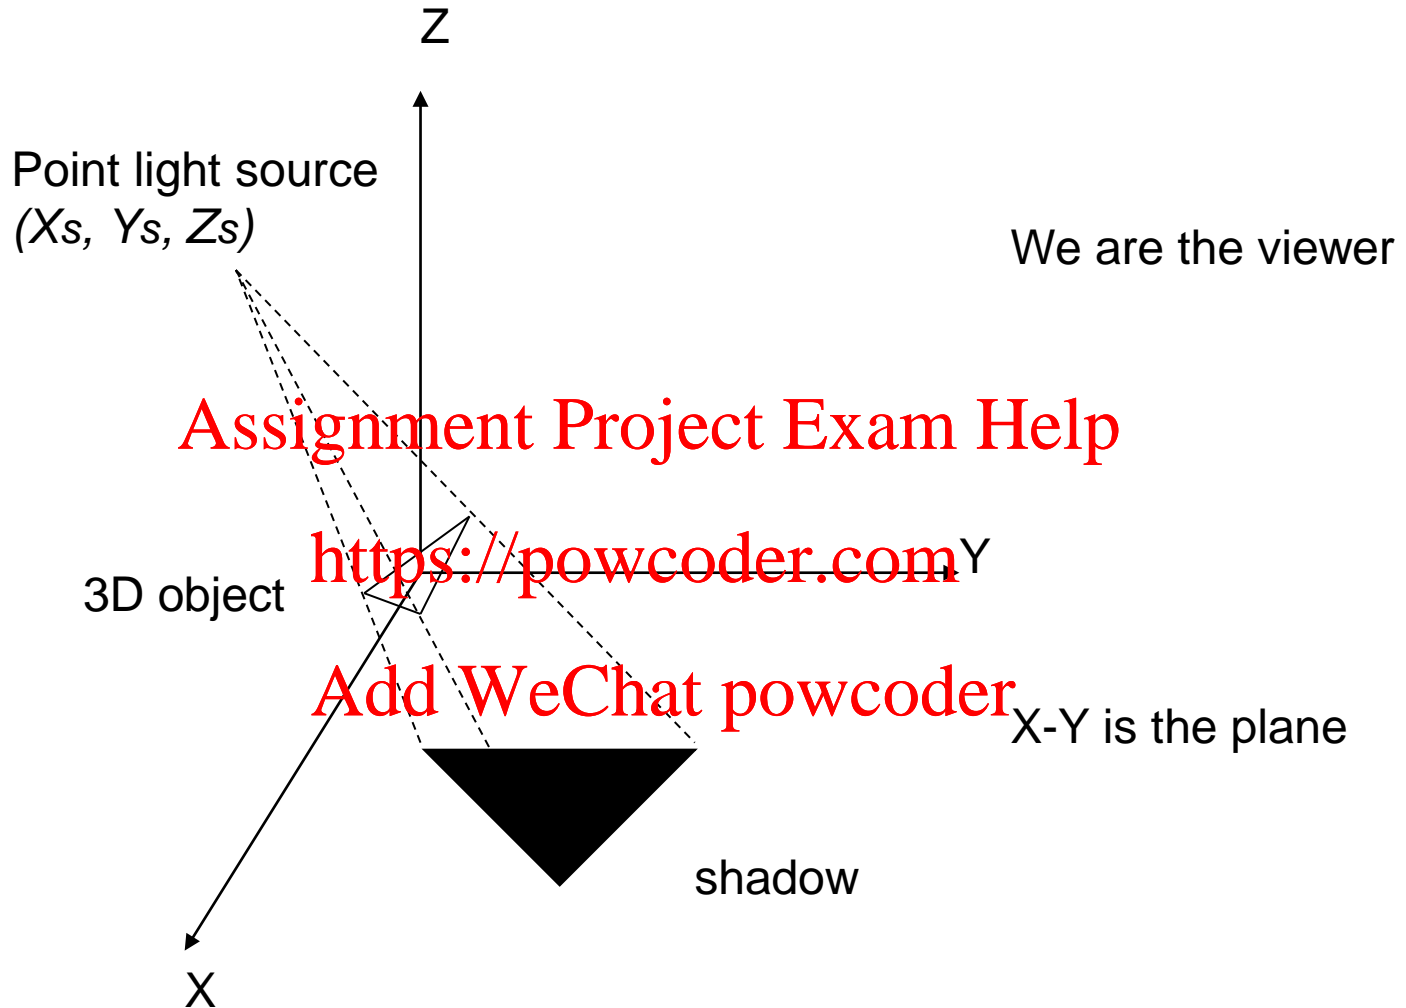 Z
Point light source
(Xs, Ys, Zs)
We are the viewer
Assignment Project Exam Help
https://powcoder.com
Y
3D object
Add WeChat powcoder
X-Y is the plane
shadow
X